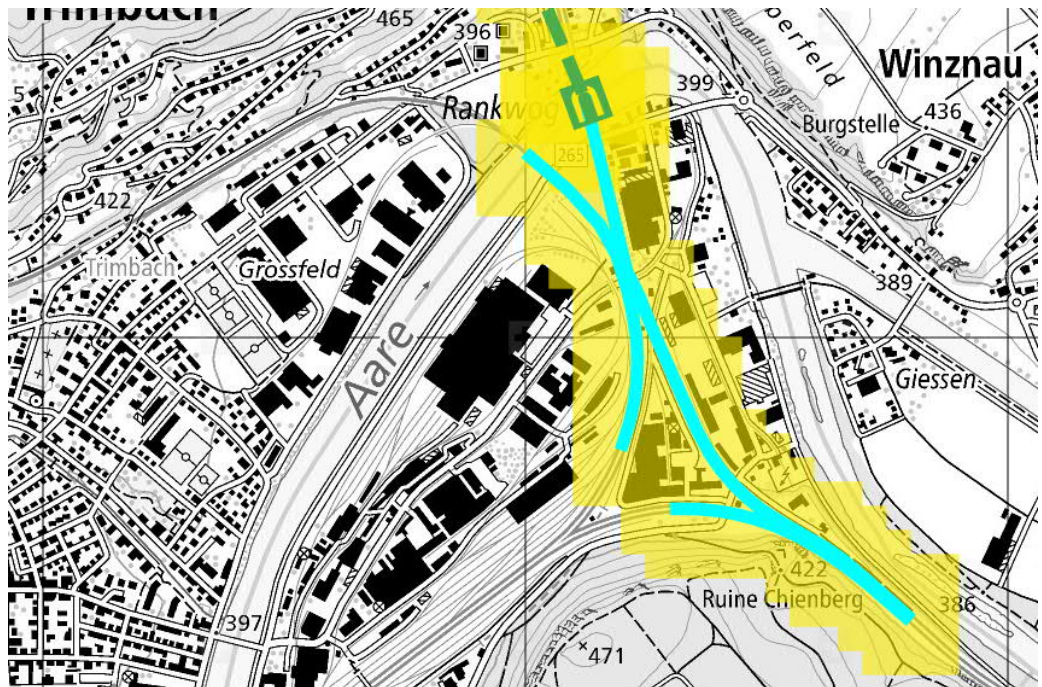 Trimbach
465
396
berfeld
Winznau
5
Rankwog
399
436
Burgstelle
265
422
Trimbach
Grossfeld
389
Aare
Giessen
422
386
Ruine Chienberg
397
471